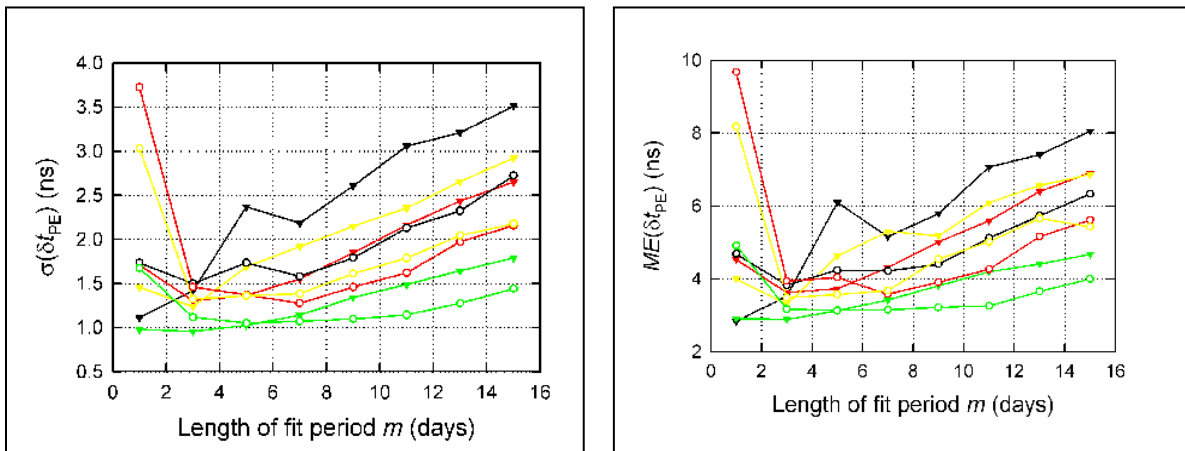 4.0
3.5
3.0
2.5
2.0
1.5
1.0
0.5
0 2 4 6 8 10 12 14 16
σ(δt_PE) (ns)
Length of fit period m (days)
10
8
6
4
2
0 2 4 6 8 10 12 14 16
ME(δt_PE) (ns)
Length of fit period m (days)